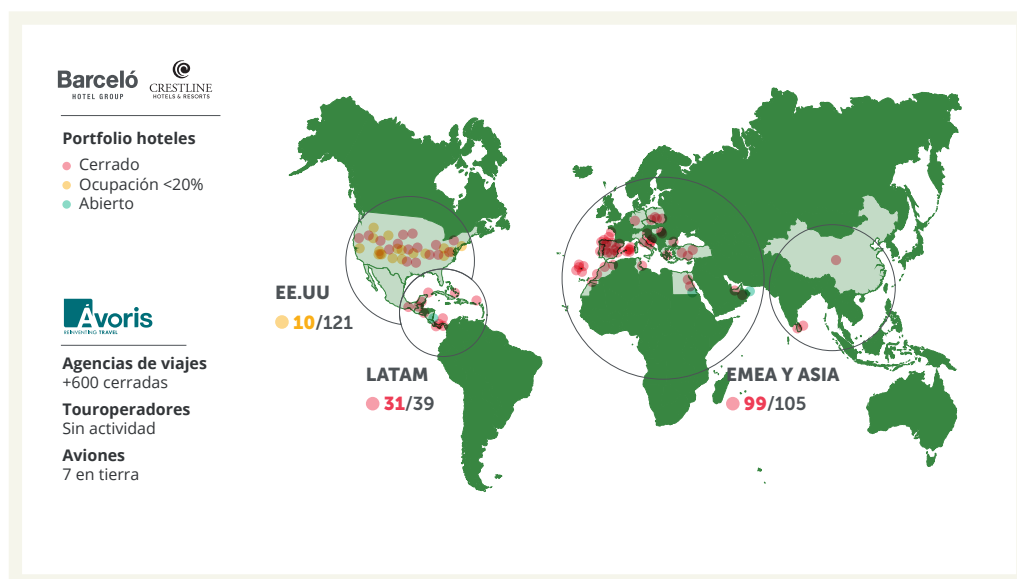 Barceló
HOTEL GROUP
CRESTLINE
HOTELS & RESORTS
Portfolio hoteles
Cerrado
Ocupación <20%
Abierto
Ávoris
REINVENTING TRAVEL
Agencias de viajes
+600 cerradas
Touroperadores
Sin actividad
Aviones
7 en tierra
EE.UU
10/121
LATAM
31/39
EMEA Y ASIA
99/105